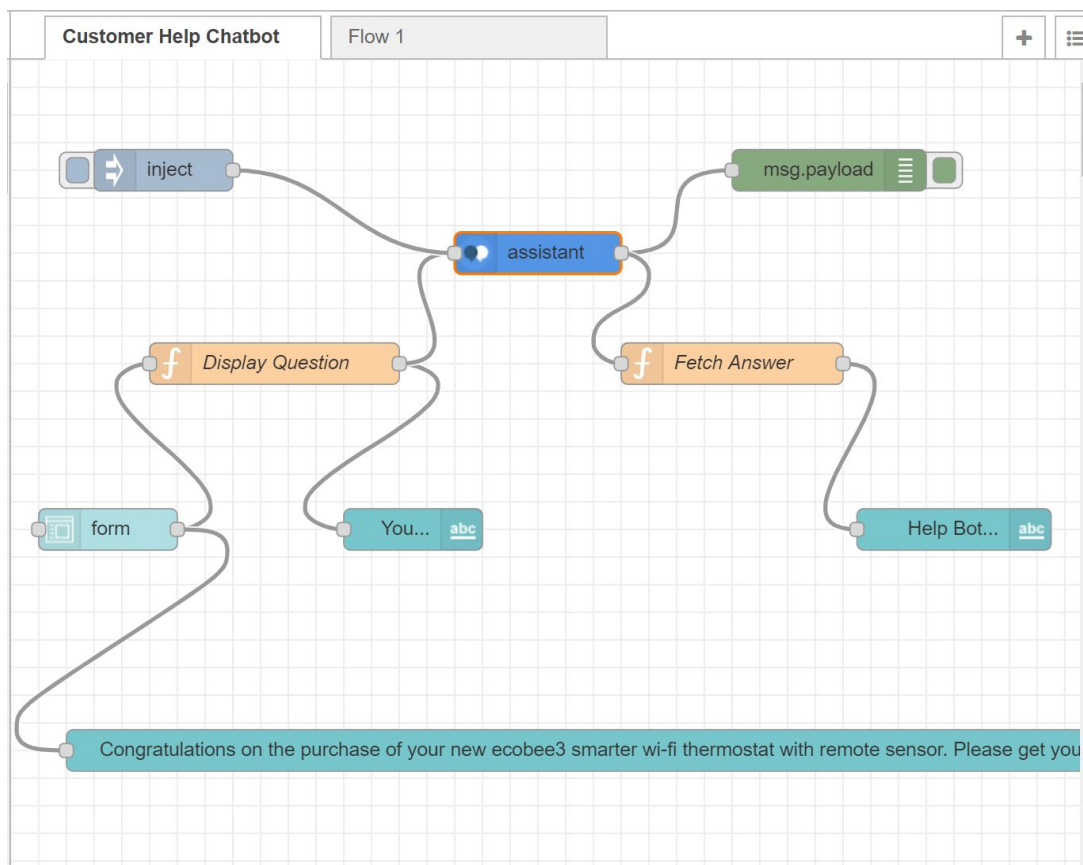 Customer Help Chatbot Flow 1
inject
msg.payload
assistant
Display Question
Fetch Answer
form
You... abc
Help Bot... abc
Congratulations on the purchase of your new ecobee3 smarter wi-fi thermostat with remote sensor. Please get you